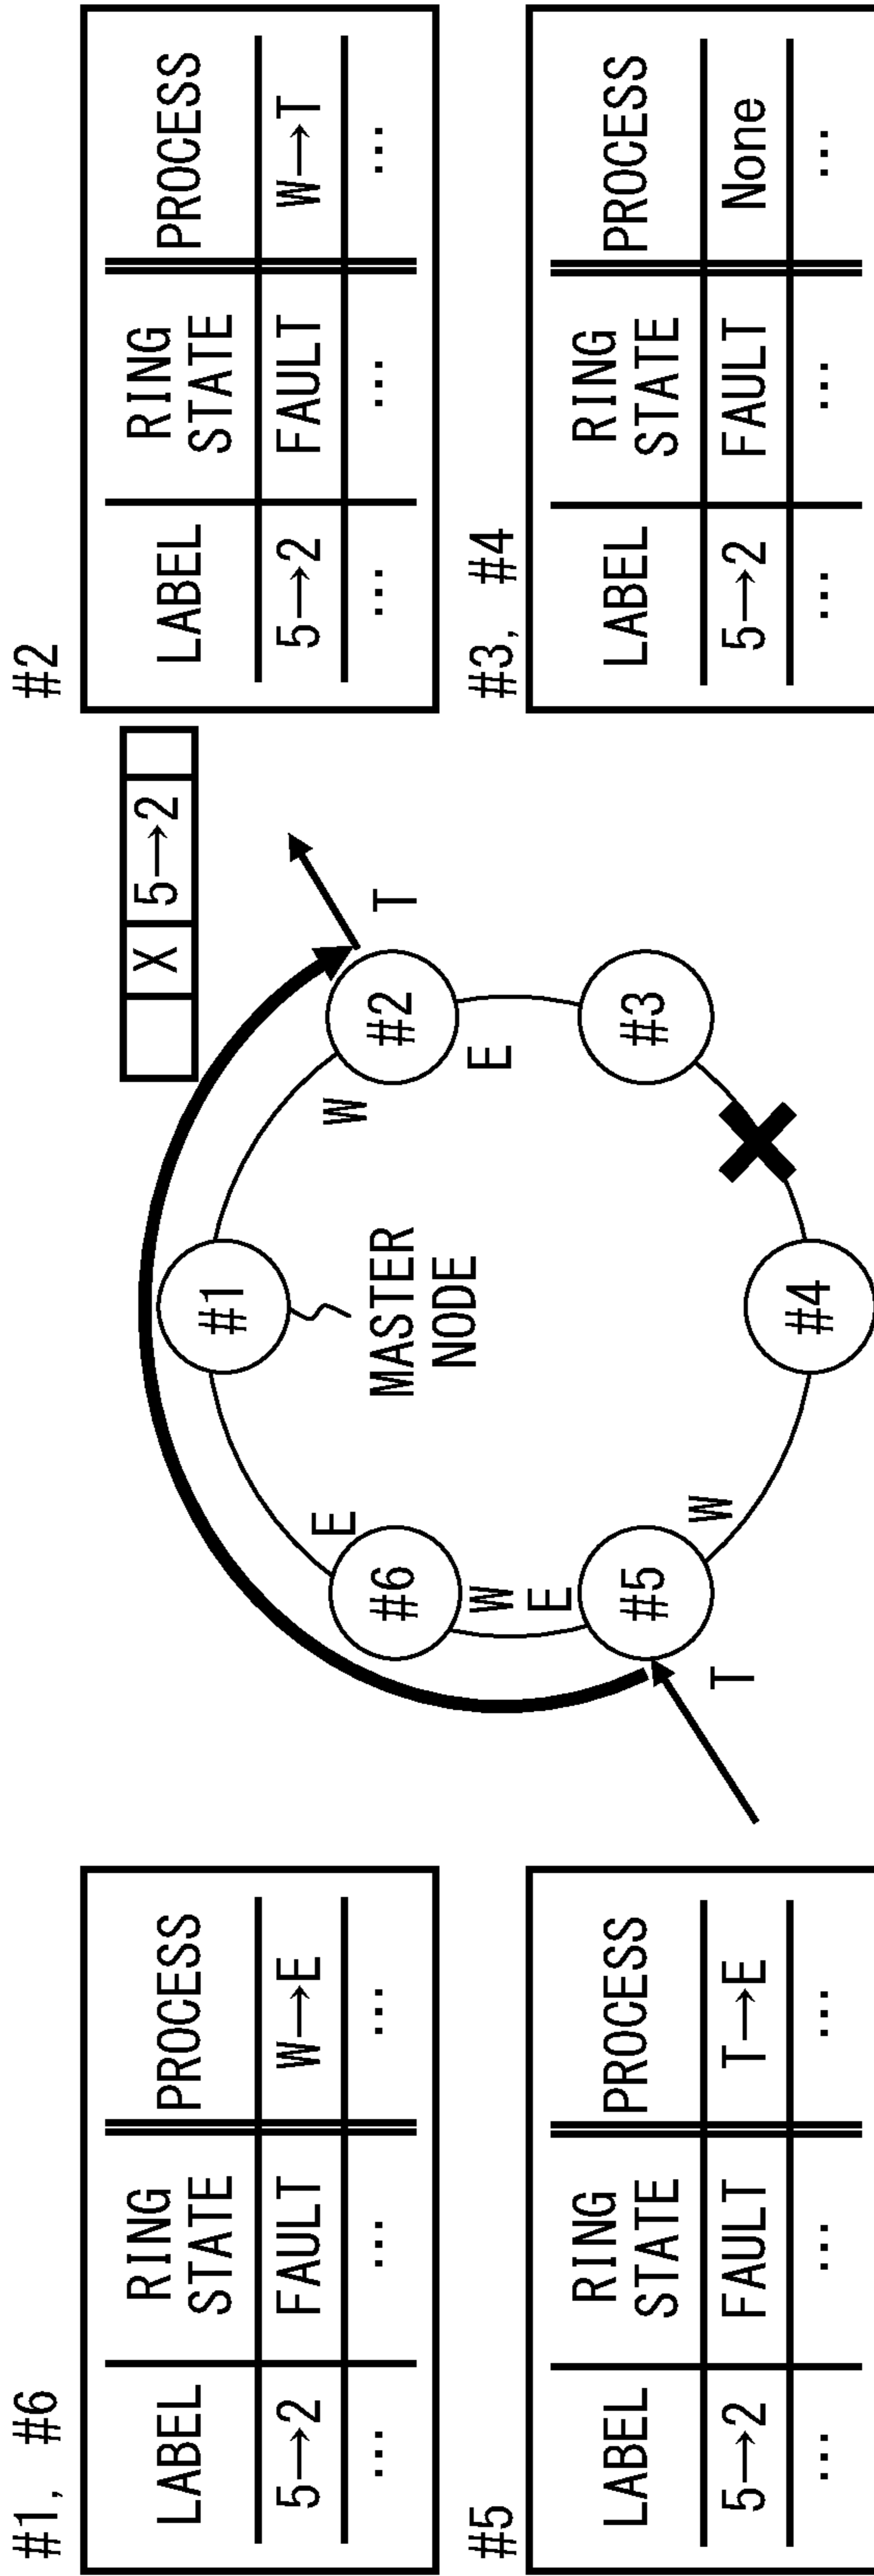 #1, #6
LABEL RING STATE PROCESS
5→2 FAULT W→E
... ... ...
#5
LABEL RING STATE PROCESS
5→2 FAULT T→E
... ... ...
X 5→2
#1
MASTER
NODE
#6
E
W
#2
W
E
T
#5
E
W
T
#3
#4
#2
LABEL RING STATE PROCESS
5→2 FAULT W→T
... ... ...
#3, #4
LABEL RING STATE PROCESS
5→2 FAULT None
... ... ...